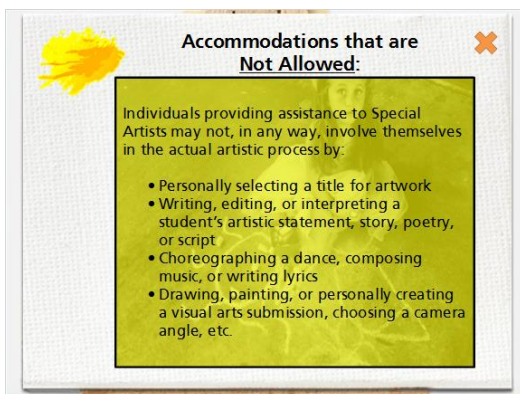 Accommodations that are
Not Allowed:
Individuals providing assistance to Special
Artists may not, in any way, involve themselves
in the actual artistic process by:
• Personally selecting a title for artwork
• Writing, editing, or interpreting a
student's artistic statement, story, poetry,
or script
• Choreographing a dance, composing
music, or writing lyrics
• Drawing, painting, or personally creating
a visual arts submission, choosing a camera
angle, etc.